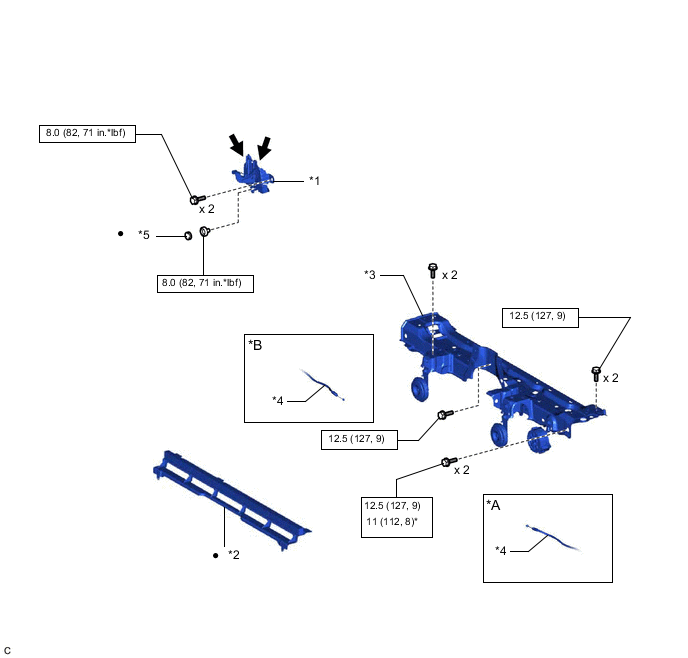 8.0 (82, 71 in.*lbf)
*1
x 2
● *5
8.0 (82, 71 in.*lbf)
*3
x 2
12.5 (127, 9)
*B
*4
x 2
12.5 (127, 9)
x 2
12.5 (127, 9)
11 (112, 8)*
*A
*4
● *2
C